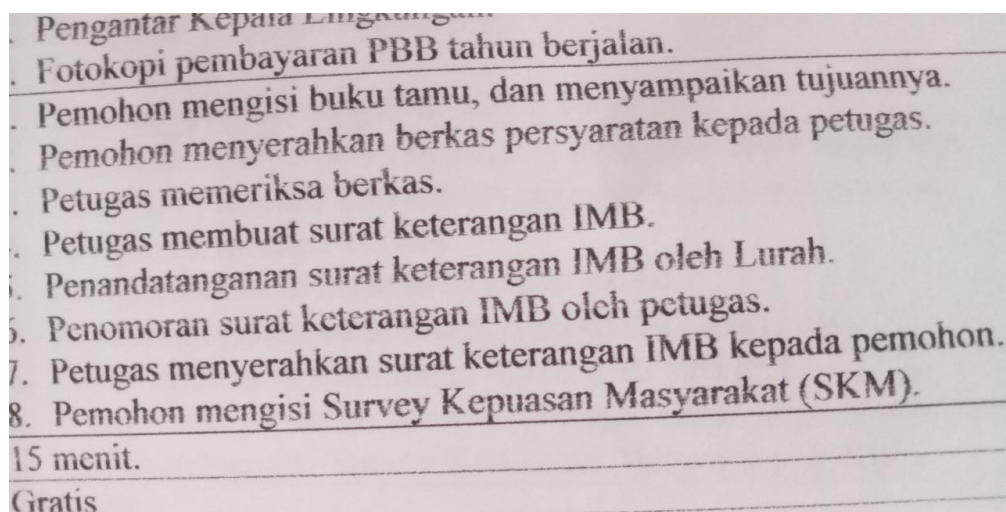 . Pengantar Kepala Lingkungan.
. Fotokopi pembayaran PBB tahun berjalan.
. Pemohon mengisi buku tamu, dan menyampaikan tujuannya.
. Pemohon menyerahkan berkas persyaratan kepada petugas.
. Petugas memeriksa berkas.
. Petugas membuat surat keterangan IMB.
. Penandatanganan surat keterangan IMB oleh Lurah.
6. Penomoran surat keterangan IMB oleh petugas.
7. Petugas menyerahkan surat keterangan IMB kepada pemohon.
8. Pemohon mengisi Survey Kepuasan Masyarakat (SKM).
15 menit.
Gratis